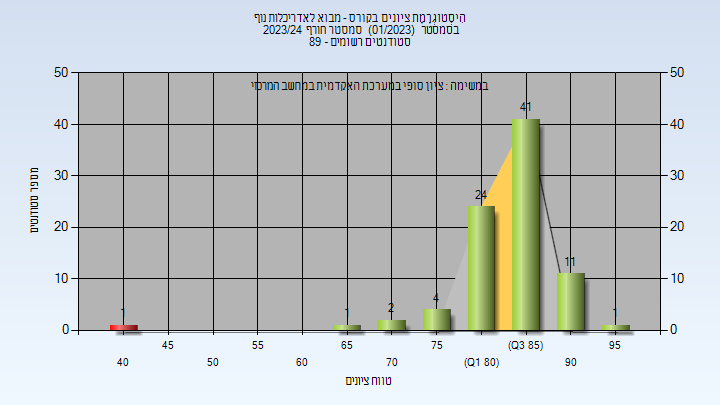 היסטוגרמת ציונים בקורס - מבוא לאדריכלות נוף
בסמסטר (01/2023) סמסטר חורף 2023/24
סטודנטים רשומים - 89
במשימה : ציון סופי במערכת האקדמית במחשב המרכזי
מספר סטודנטים
50 50
40 40
30 30
20 20
10 10
0 0
1 1 2 4 24 41 11 1
45 55 65 75 (Q3 85) 95
40 50 60 70 (Q1 80) 90
טווח ציונים